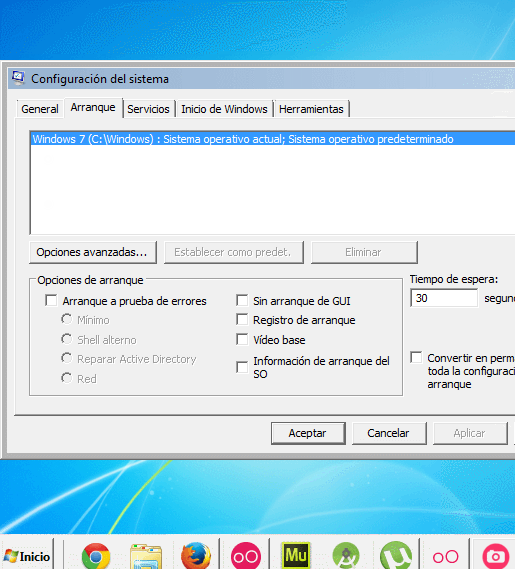 Configuración del sistema
General Arranque Servicios Inicio de Windows Herramientas
Windows 7 (C:\Windows) : Sistema operativo actual; Sistema operativo predeterminado
Opciones avanzadas... Establecer como predet. Eliminar
Opciones de arranque
Arranque a prueba de errores
Mínimo
Shell alterno
Reparar Active Directory
Red
Sin arranque de GUI
Registro de arranque
Vídeo base
Información de arranque del
SO
Tiempo de espera:
30 segun
Convertir en perm
toda la configuraci
arranque
Aceptar Cancelar Aplicar
Inicio
Mu